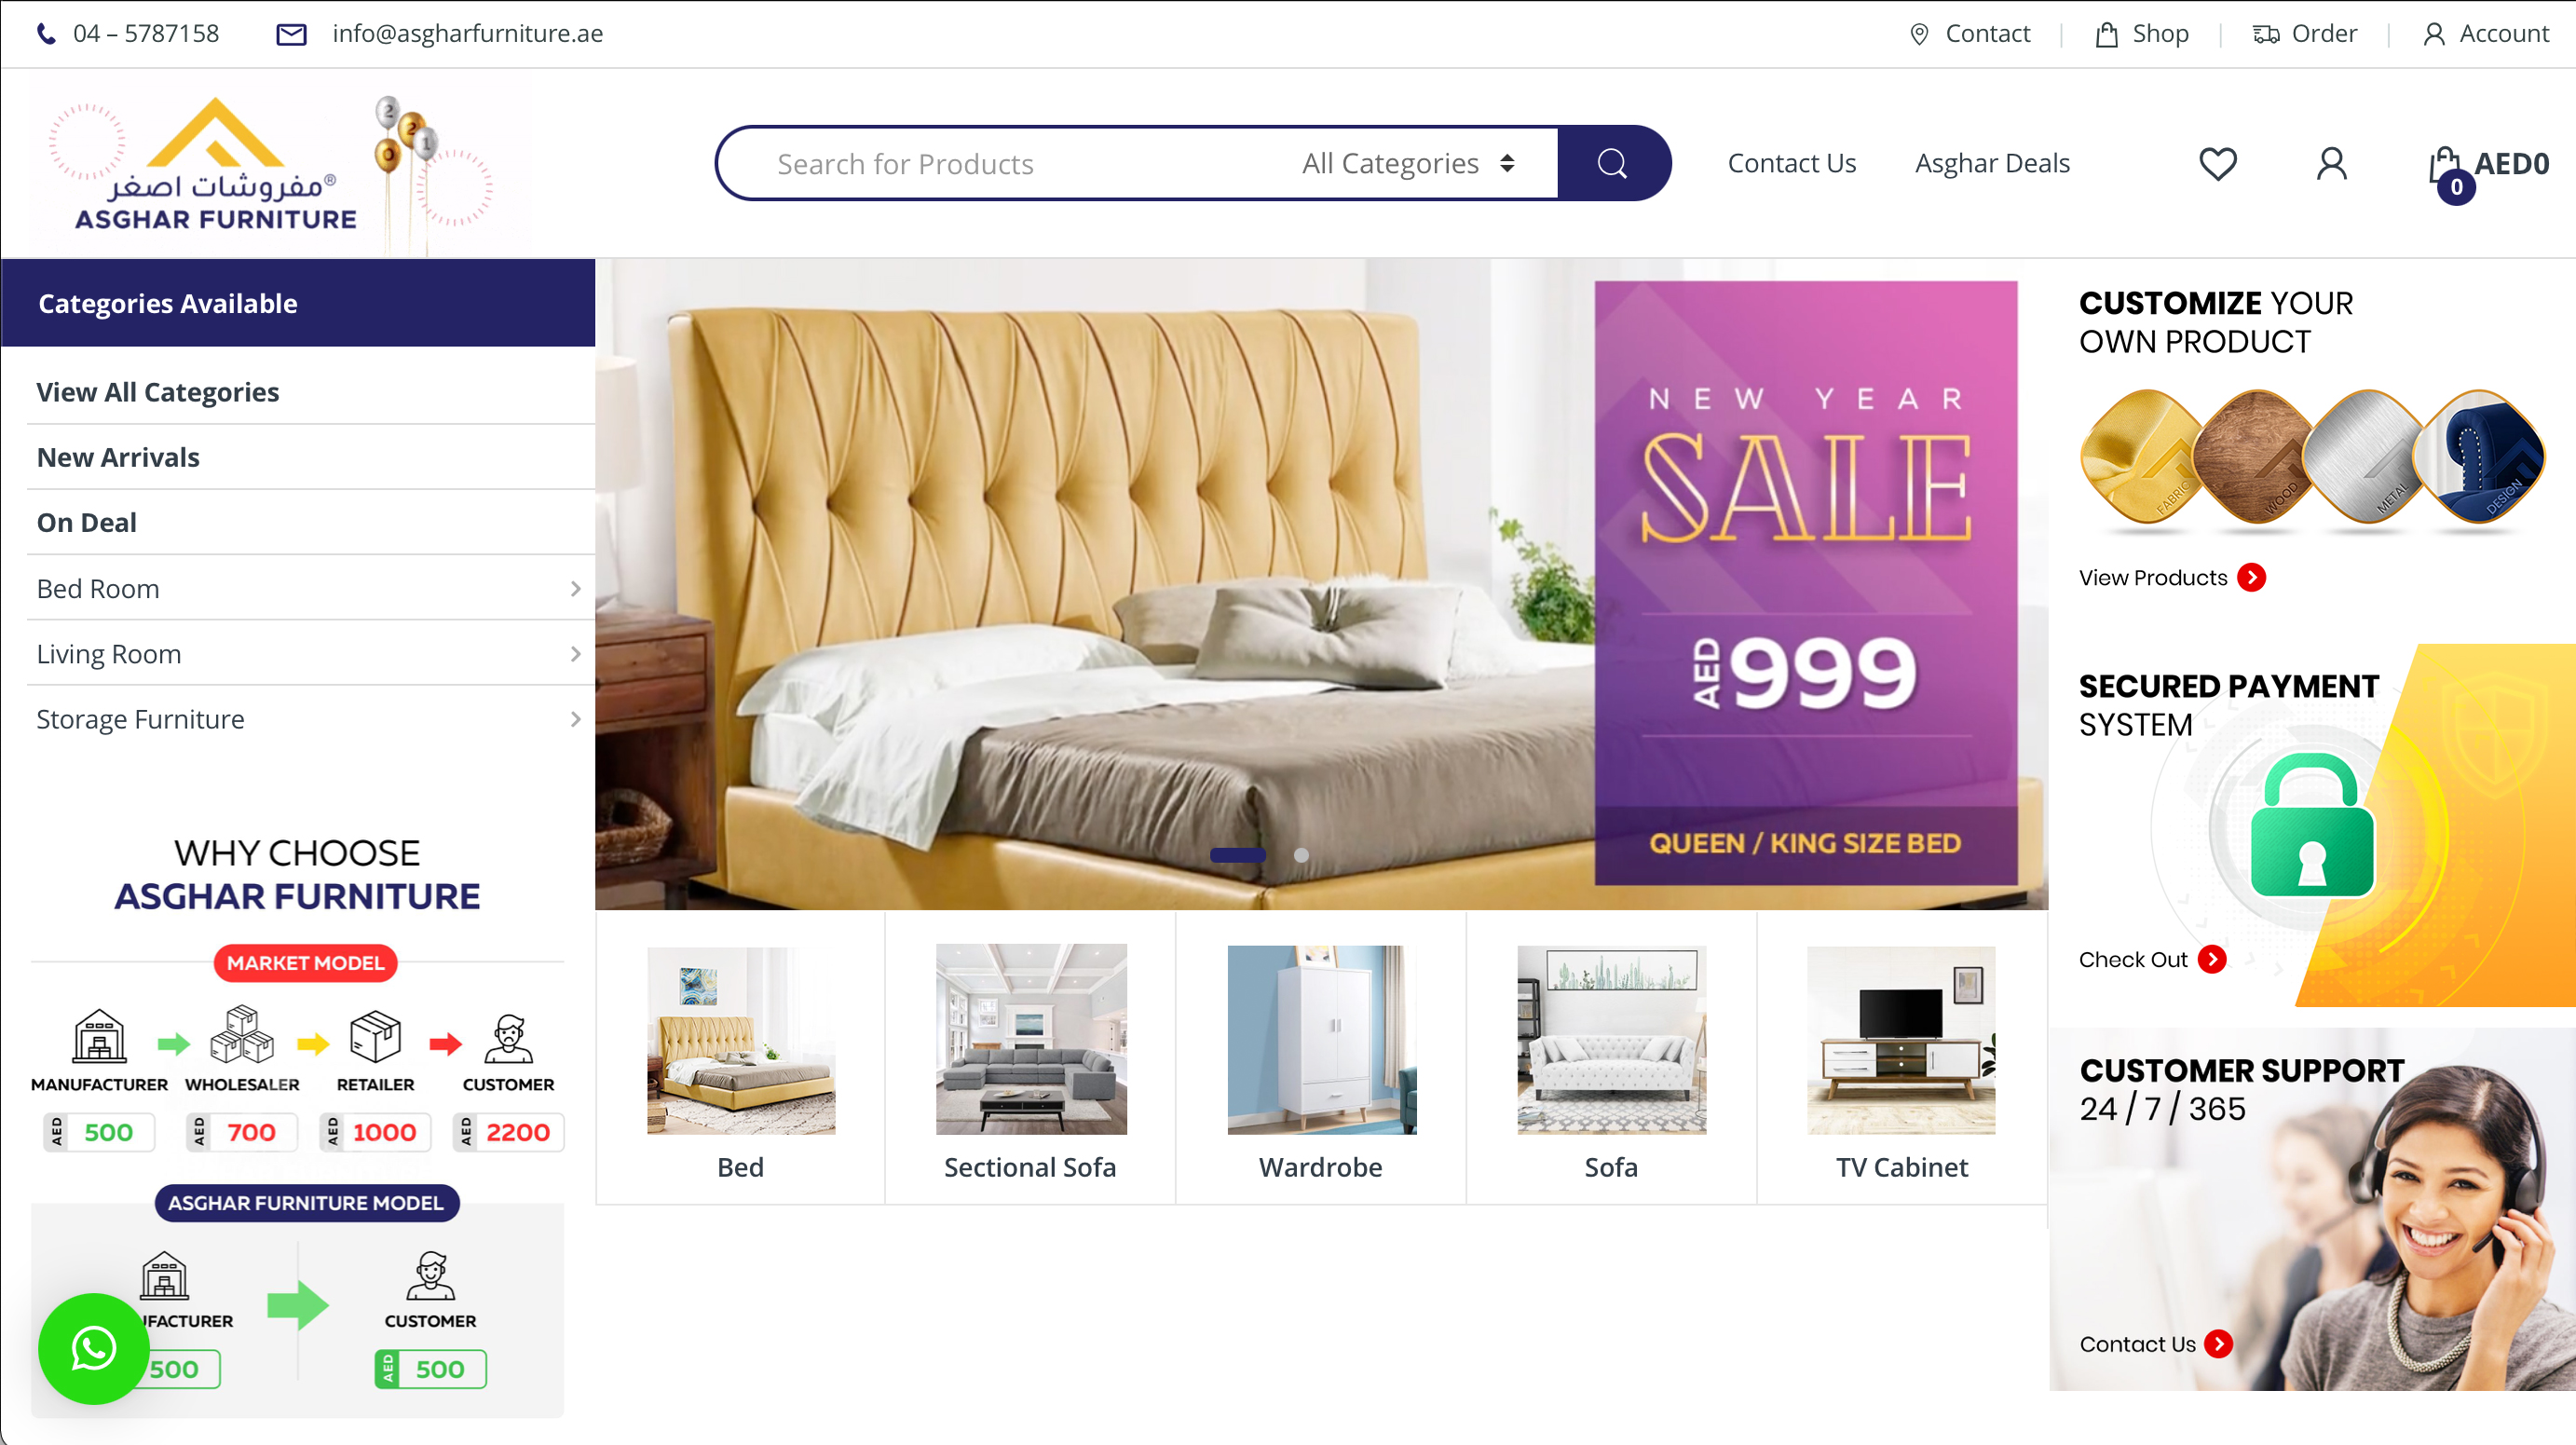 04 – 5787158
info@asgharfurniture.ae
Contact
Shop
Order
Account
مفروشات اصغر®
ASGHAR FURNITURE
2
2
0
1
Search for Products
All Categories
Contact Us
Asghar Deals
0
AED0
Categories Available
View All Categories
New Arrivals
On Deal
Bed Room
Living Room
Storage Furniture
WHY CHOOSE
ASGHAR FURNITURE
MARKET MODEL
MANUFACTURER
WHOLESALER
RETAILER
CUSTOMER
AED 500
AED 700
AED 1000
AED 2200
ASGHAR FURNITURE MODEL
UFACTURER
CUSTOMER
500
AED 500
NEW YEAR
SALE
AED 999
QUEEN / KING SIZE BED
Bed
Sectional Sofa
Wardrobe
Sofa
TV Cabinet
CUSTOMIZE YOUR
OWN PRODUCT
FABRIC
WOOD
METAL
DESIGN
View Products
SECURED PAYMENT
SYSTEM
Check Out
CUSTOMER SUPPORT
24 / 7 / 365
Contact Us